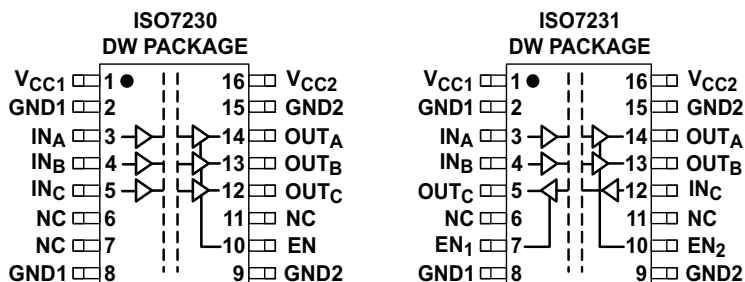 ISO7230
DW PACKAGE
VCC1 1 16 VCC2
GND1 2 15 GND2
INA 3 14 OUTA
INB 4 13 OUTB
INC 5 12 OUTC
NC 6 11 NC
NC 7 10 EN
GND1 8 9 GND2
ISO7231
DW PACKAGE
VCC1 1 16 VCC2
GND1 2 15 GND2
INA 3 14 OUTA
INB 4 13 OUTB
OUTC 5 12 INC
NC 6 11 NC
EN1 7 10 EN2
GND1 8 9 GND2